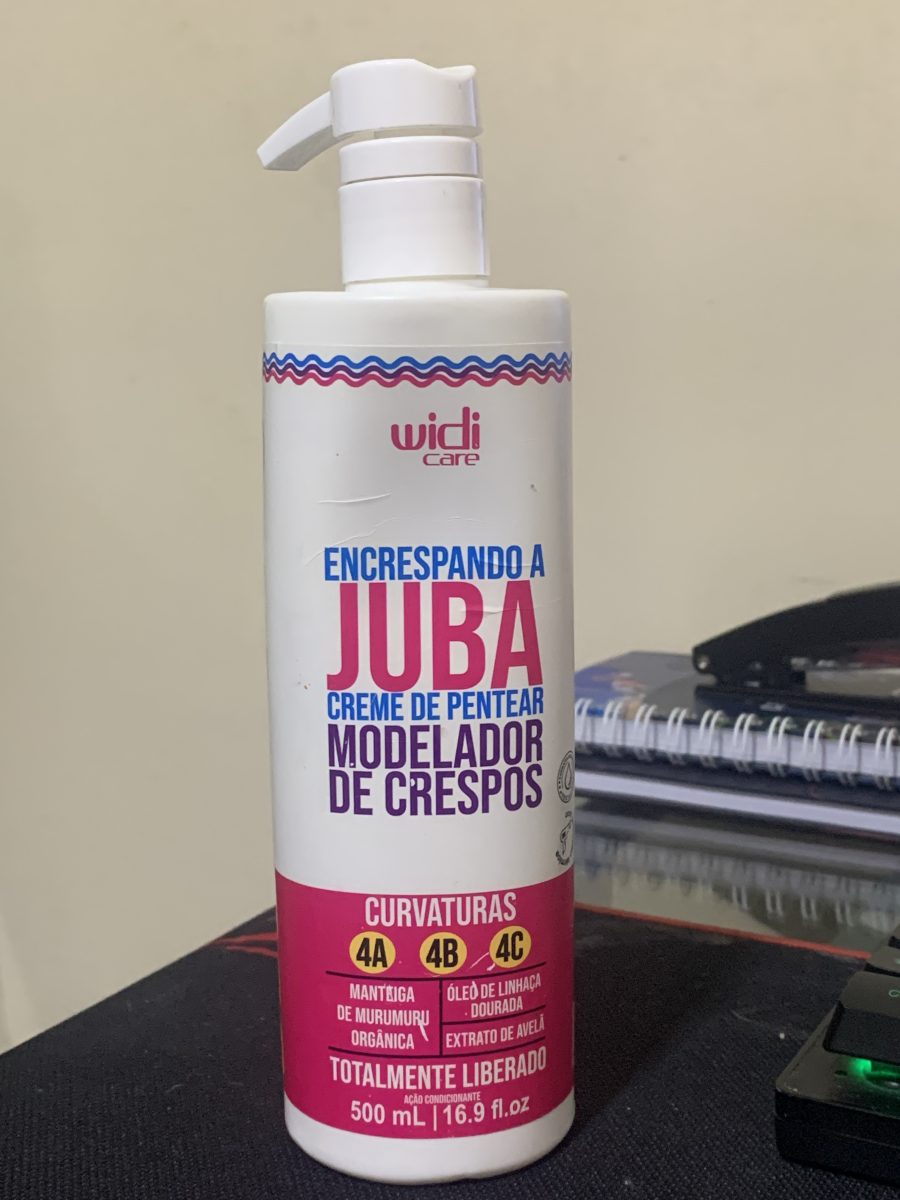 widi
care
ENCRESPANDO A
JUBA
CREME DE PENTEAR
MODELADOR
DE CRESPOS
CURVATURAS
4A 4B 4C
MANTEIGA
DE MURUMURU
ORGÂNICA
ÓLEO DE LINHAÇA
DOURADA
EXTRATO DE AVELÃ
TOTALMENTE LIBERADO
AÇÃO CONDICIONANTE
500 mL | 16.9 fl.oz